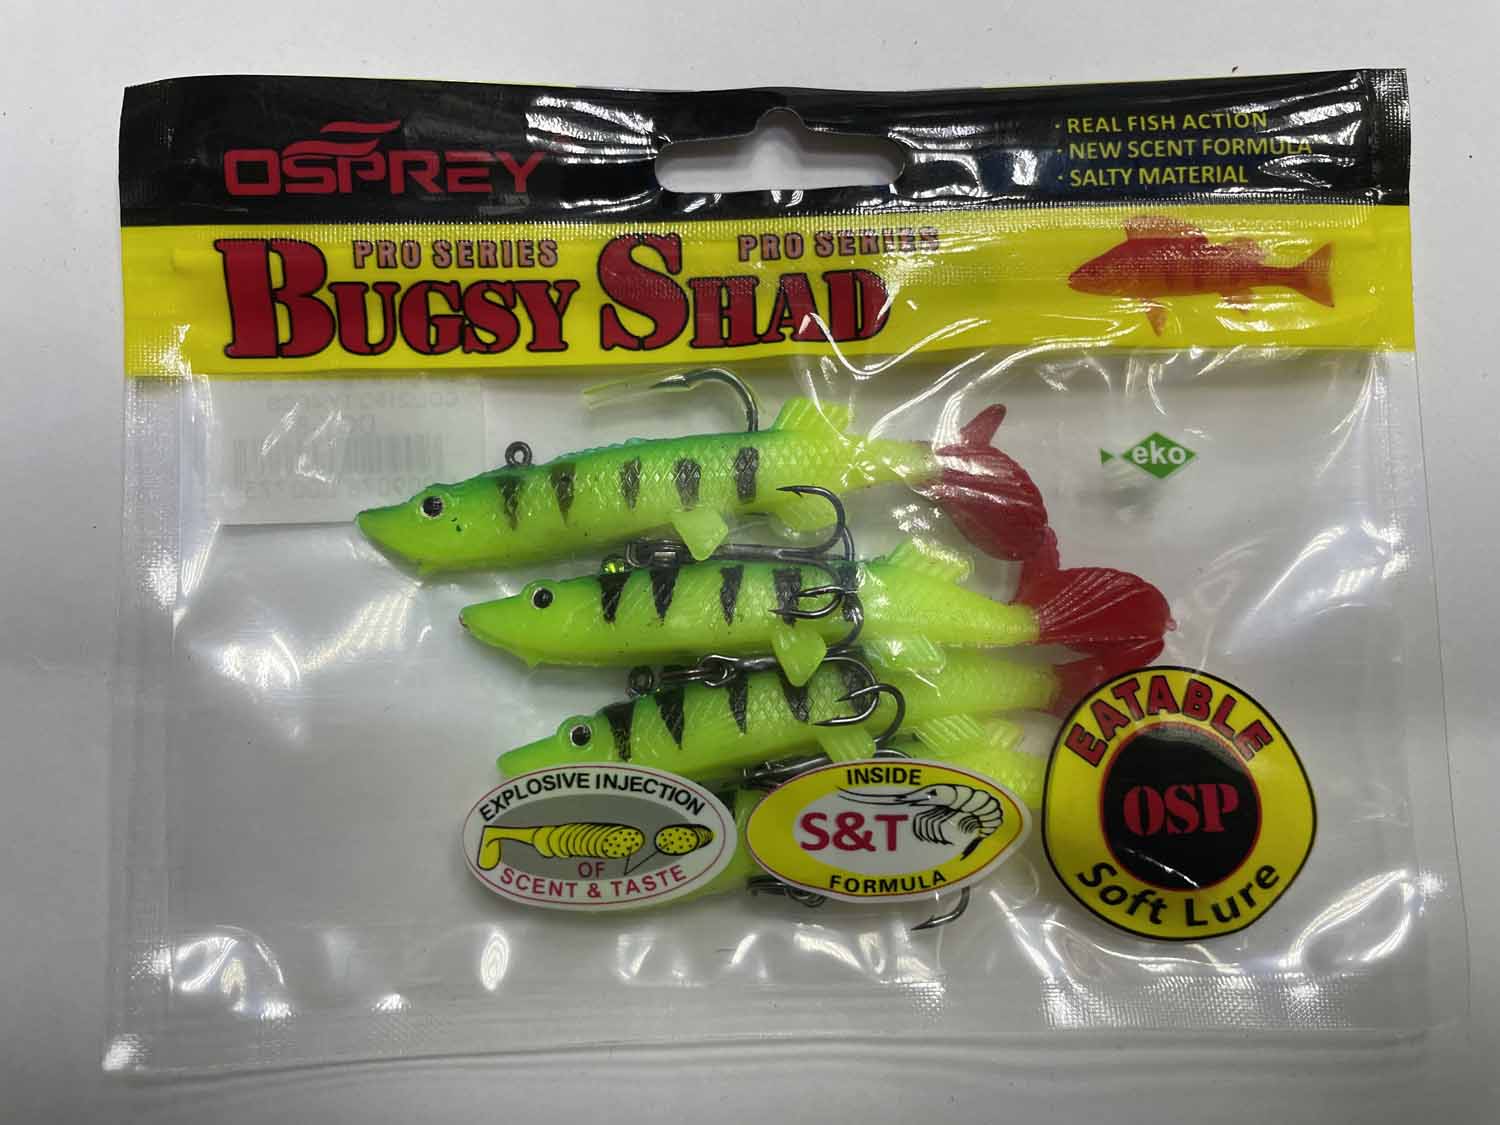 OSPREY
· REAL FISH ACTION
· NEW SCENT FORMULA
· SALTY MATERIAL
PRO SERIES PRO SERIES
BUGSY SHAD
eko
EXPLOSIVE INJECTION
OF
SCENT & TASTE
INSIDE
S&T
FORMULA
EATABLE
OSP
Soft Lure